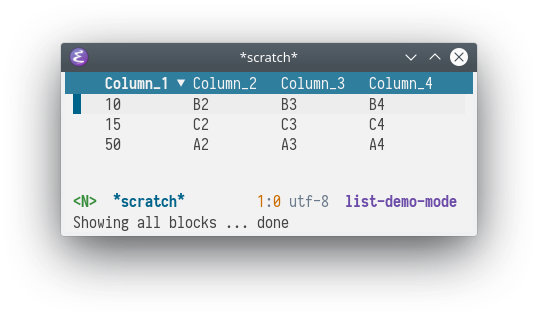 *scratch*
Column_1 ▼ Column_2 Column_3 Column_4
10 B2 B3 B4
15 C2 C3 C4
50 A2 A3 A4
<N> *scratch* 1:0 utf-8 list-demo-mode
Showing all blocks ... done